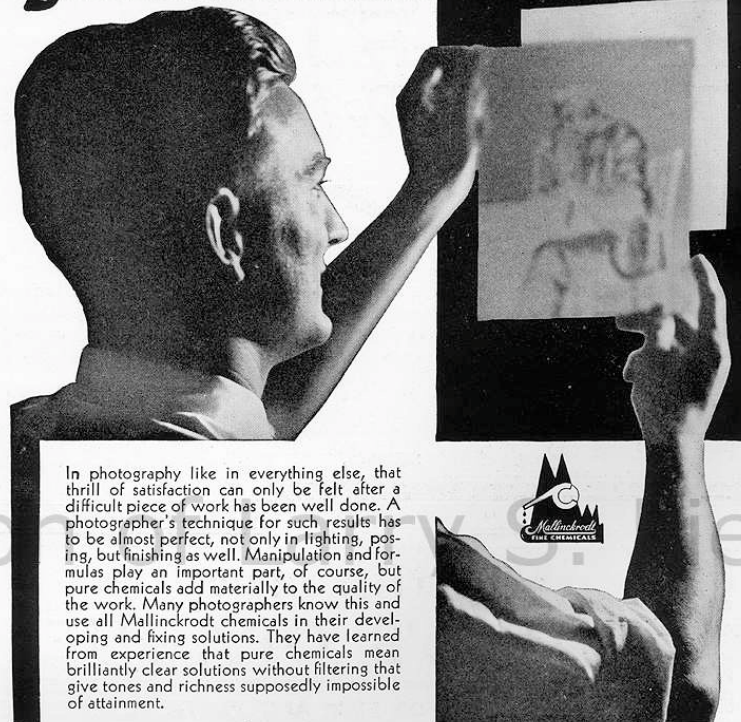 In photography like in everything else, that
thrill of satisfaction can only be felt after a
difficult piece of work has been well done. A
photographer's technique for such results has
to be almost perfect, not only in lighting, pos-
ing, but finishing as well. Manipulation and for-
mulas play an important part, of course, but
pure chemicals add materially to the quality of
the work. Many photographers know this and
use all Mallinckrodt chemicals in their devel-
oping and fixing solutions. They have learned
from experience that pure chemicals mean
brilliantly clear solutions without filtering that
give tones and richness supposedly impossible
of attainment.
Mallinckrodt
FINE CHEMICALS
on of Larry S.